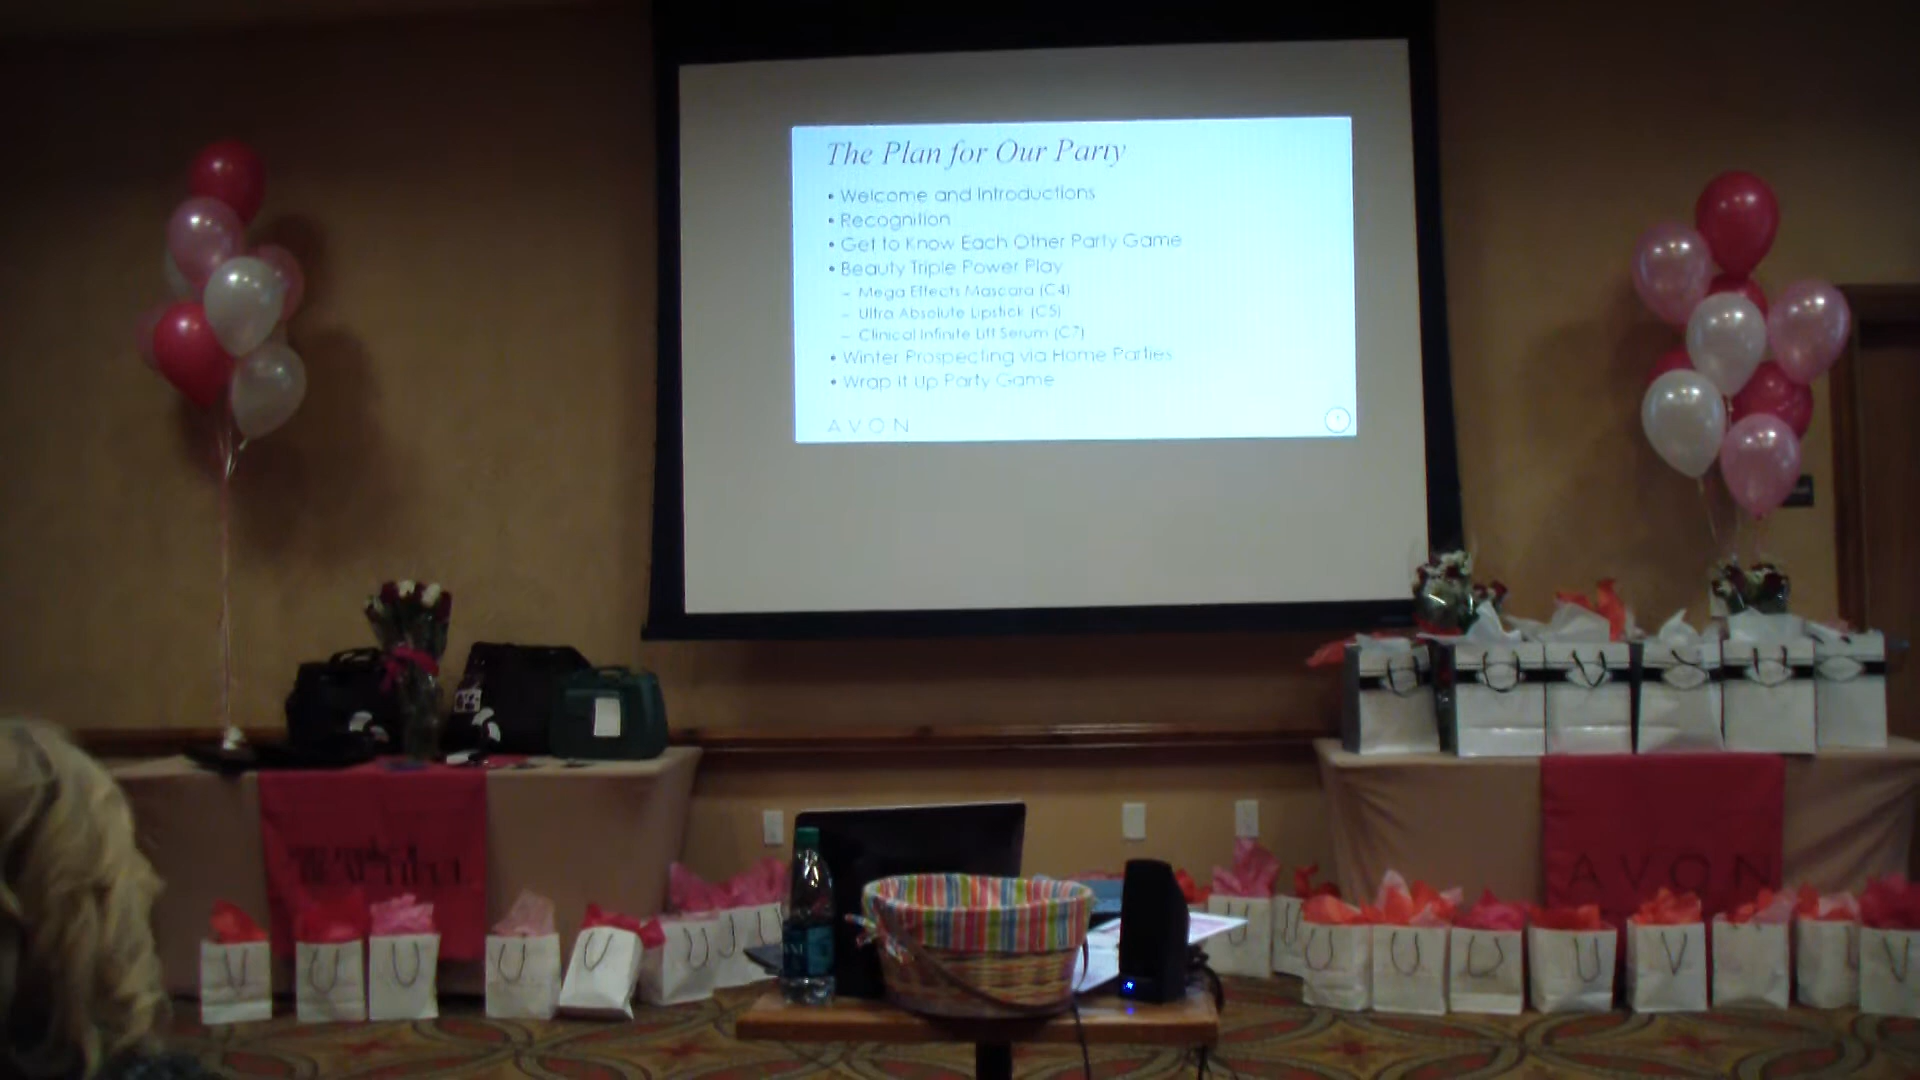 The Plan for Our Party
• Welcome and Introductions
• Recognition
• Get to Know Each Other Party Game
• Beauty Triple Power Play
– Mega Effects Mascara (C4)
– Ultra Absolute Lipstick (C5)
– Clinical Infinite Lift Serum (C7)
• Winter Prospecting via Home Parties
• Wrap It Up Party Game
AVON
AVON